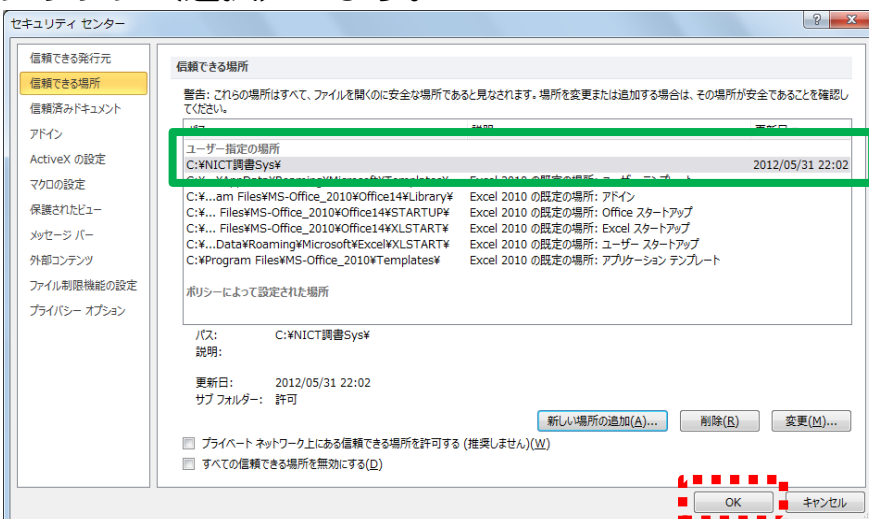 セキュリティ センター
信頼できる発行元
信頼できる場所
信頼済みドキュメント
アドイン
ActiveX の設定
マクロの設定
保護されたビュー
メッセージ バー
外部コンテンツ
ファイル制限機能の設定
プライバシー オプション
信頼できる場所
警告: これらの場所はすべて、ファイルを開くのに安全な場所であると見なされます。場所を変更または追加する場合は、その場所が安全であることを確認し
てください。
ユーザー指定の場所
C:¥NICT調書Sys¥ 2012/05/31 22:02
C:¥...AppData¥Roaming¥Microsoft¥Templates¥ Excel 2010 の既定の場所: ユーザー テンプレート
C:¥...am Files¥MS-Office_2010¥Office14¥Library¥ Excel 2010 の既定の場所: アドイン
C:¥... Files¥MS-Office_2010¥Office14¥STARTUP¥ Excel 2010 の既定の場所: Office スタートアップ
C:¥... Files¥MS-Office_2010¥Office14¥XLSTART¥ Excel 2010 の既定の場所: Excel スタートアップ
C:¥...Data¥Roaming¥Microsoft¥Excel¥XLSTART¥ Excel 2010 の既定の場所: ユーザー スタートアップ
C:¥Program Files¥MS-Office_2010¥Templates¥ Excel 2010 の既定の場所: アプリケーション テンプレート
ポリシーによって設定された場所
パス: C:¥NICT調書Sys¥
説明:
更新日: 2012/05/31 22:02
サブ フォルダー: 許可
新しい場所の追加(A)... 削除(R) 変更(M)...
プライベート ネットワーク上にある信頼できる場所を許可する (推奨しません)(W)
すべての信頼できる場所を無効にする(D)
OK キャンセル